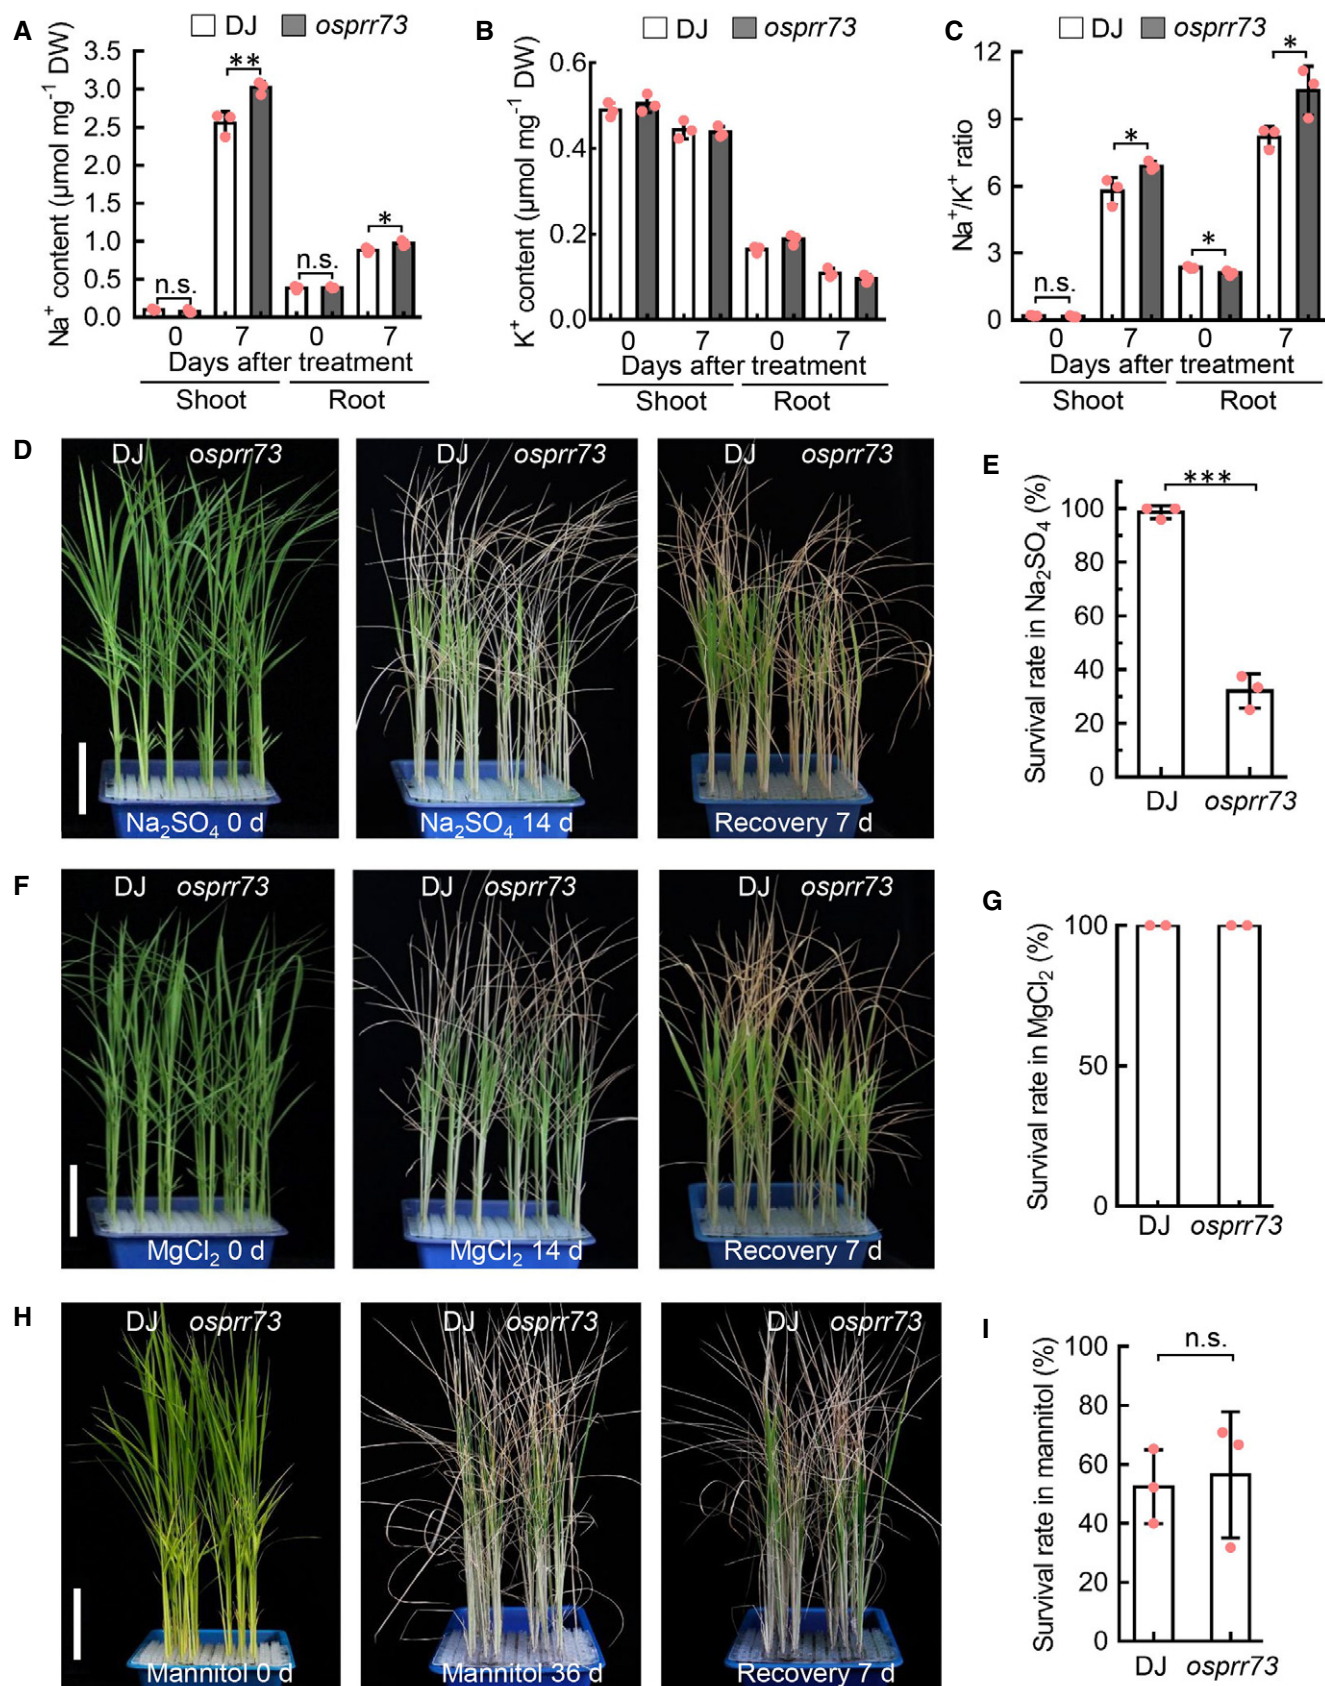 A
DJ osprr73
Na⁺ content (µmol mg⁻¹ DW)
3.5
3.0
2.5
2.0
1.5
1.0
0.5
0.0
n.s.
**
n.s.
*
0 7 0 7
Days after treatment
Shoot Root
B
DJ osprr73
K⁺ content (µmol mg⁻¹ DW)
0.6
0.4
0.2
0.0
0 7 0 7
Days after treatment
Shoot Root
C
DJ osprr73
Na⁺/K⁺ ratio
12
9
6
3
0
n.s.
*
*
*
0 7 0 7
Days after treatment
Shoot Root
D
DJ osprr73
Na₂SO₄ 0 d
DJ osprr73
Na₂SO₄ 14 d
DJ osprr73
Recovery 7 d
E
Survival rate in Na₂SO₄ (%)
100
80
60
40
20
0
***
DJ osprr73
F
DJ osprr73
MgCl₂ 0 d
DJ osprr73
MgCl₂ 14 d
DJ osprr73
Recovery 7 d
G
Survival rate in MgCl₂ (%)
100
50
0
DJ osprr73
H
DJ osprr73
Mannitol 0 d
DJ osprr73
Mannitol 36 d
DJ osprr73
Recovery 7 d
I
Survival rate in mannitol (%)
100
80
60
40
20
0
n.s.
DJ osprr73